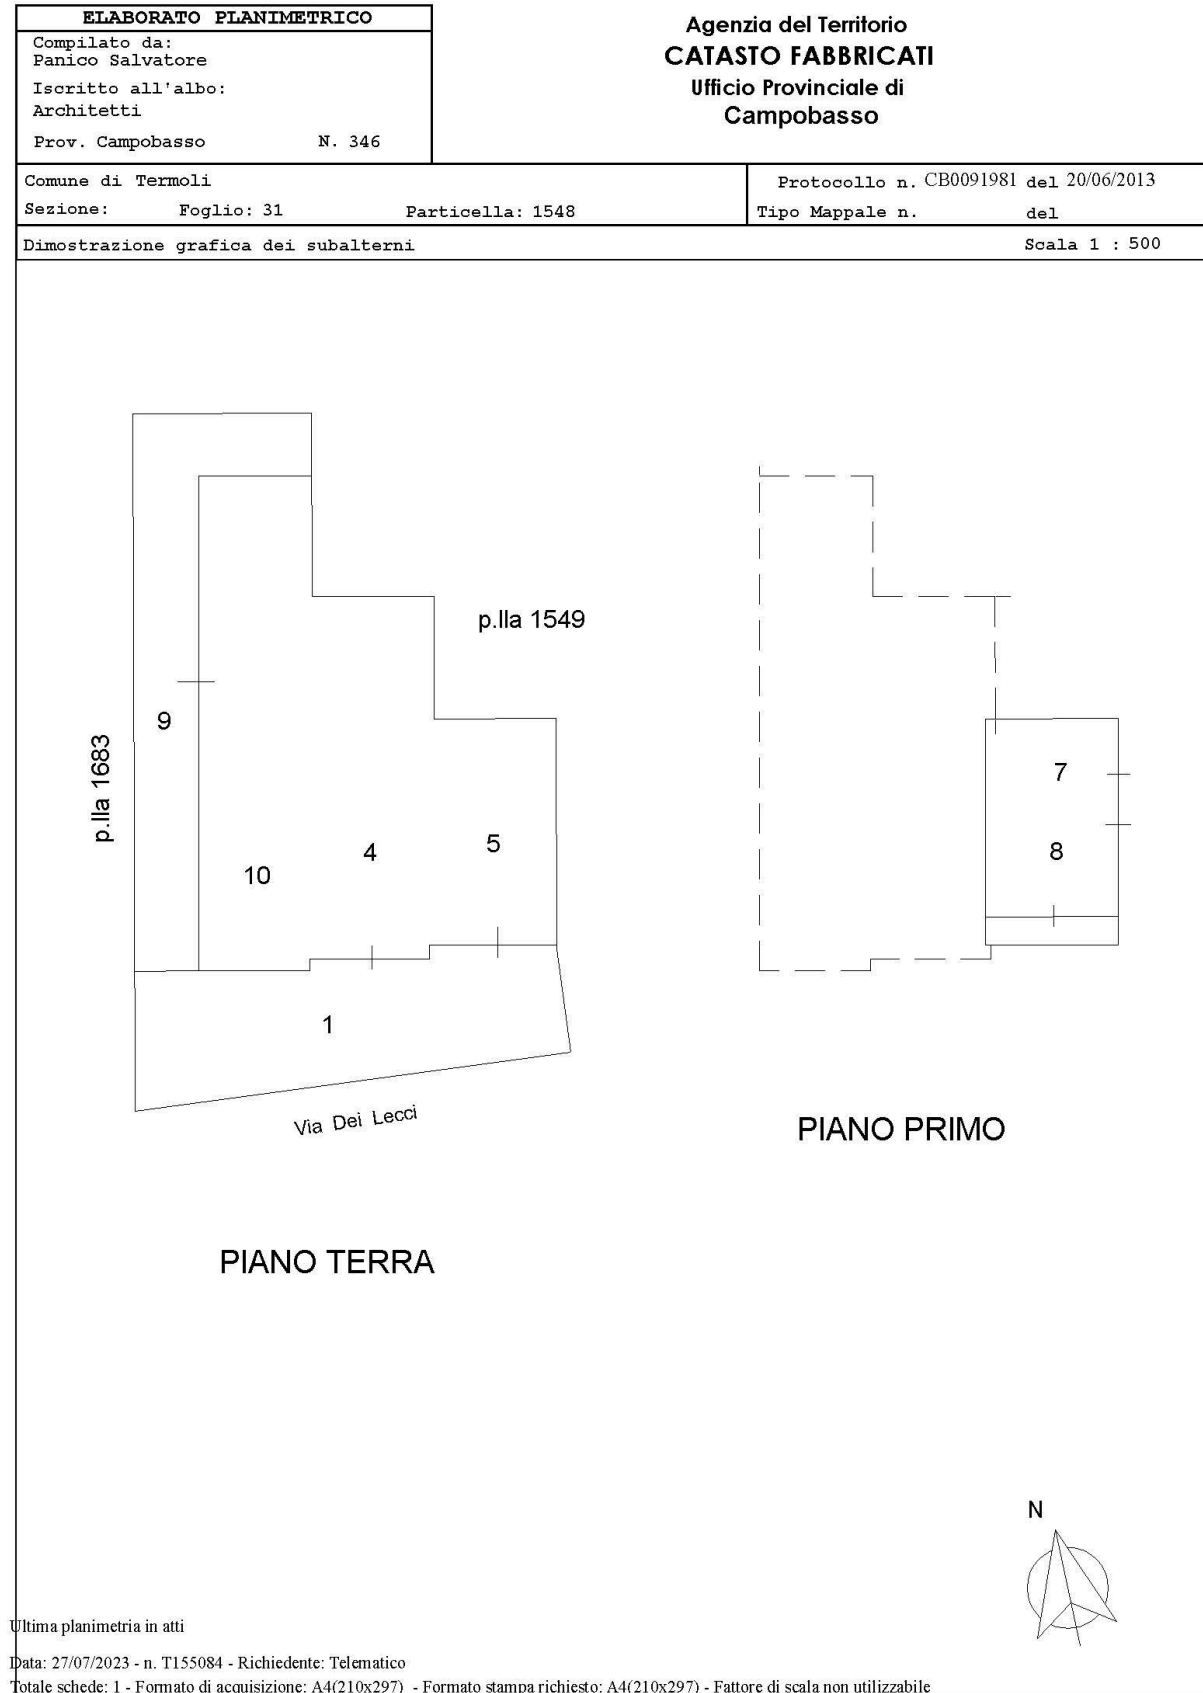 ELABORATO PLANIMETRICO
Compilato da:
Panico Salvatore
Iscritto all'albo:
Architetti
Prov. Campobasso N. 346
Agenzia del Territorio
CATASTO FABBRICATI
Ufficio Provinciale di
Campobasso
Comune di Termoli
Sezione: Foglio: 31 Particella: 1548
Protocollo n. CB0091981 del 20/06/2013
Tipo Mappale n. del
Dimostrazione grafica dei subalterni Scala 1 : 500
p.lla 1549
p.lla 1683
9
10
4
5
1
Via Dei Lecci
PIANO TERRA
7
8
PIANO PRIMO
N
Ultima planimetria in atti
Data: 27/07/2023 - n. T155084 - Richiedente: Telematico
Totale schede: 1 - Formato di acquisizione: A4(210x297) - Formato stampa richiesto: A4(210x297) - Fattore di scala non utilizzabile